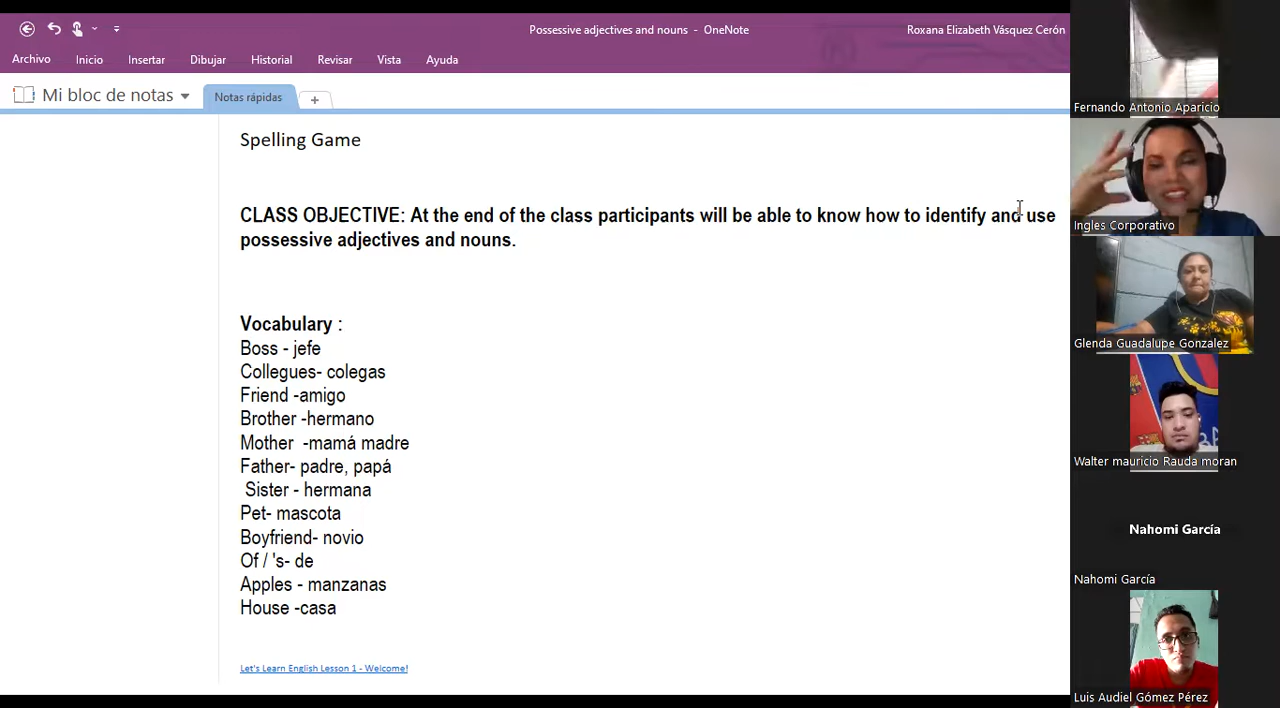 Possessive adjectives and nouns - OneNote
Roxana Elizabeth Vásquez Cerón
Archivo Inicio Insertar Dibujar Historial Revisar Vista Ayuda
Mi bloc de notas
Notas rápidas
Spelling Game
CLASS OBJECTIVE: At the end of the class participants will be able to know how to identify and use
possessive adjectives and nouns.
Vocabulary :
Boss - jefe
Collegues- colegas
Friend -amigo
Brother -hermano
Mother -mamá madre
Father- padre, papá
Sister - hermana
Pet- mascota
Boyfriend- novio
Of / 's- de
Apples - manzanas
House -casa
Let's Learn English Lesson 1 - Welcome!
Fernando Antonio Aparicio
Ingles Corporativo
Glenda Guadalupe Gonzalez
Walter mauricio Rauda moran
Nahomi García
Nahomi García
Luis Audiel Gómez Pérez